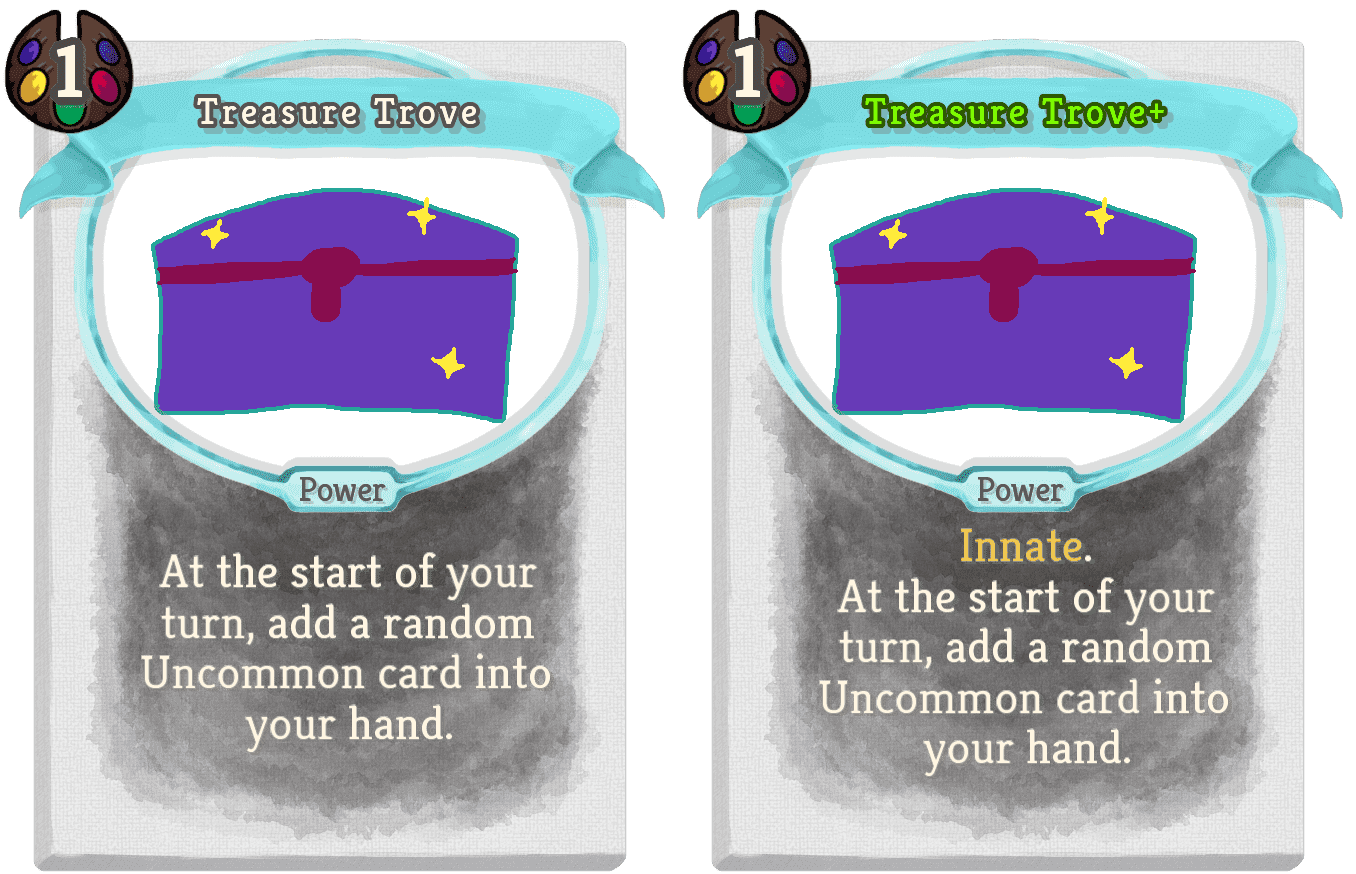 1
Treasure Trove
Power
At the start of your
turn, add a random
Uncommon card into
your hand.
1
Treasure Trove+
Power
Innate.
At the start of your
turn, add a random
Uncommon card into
your hand.